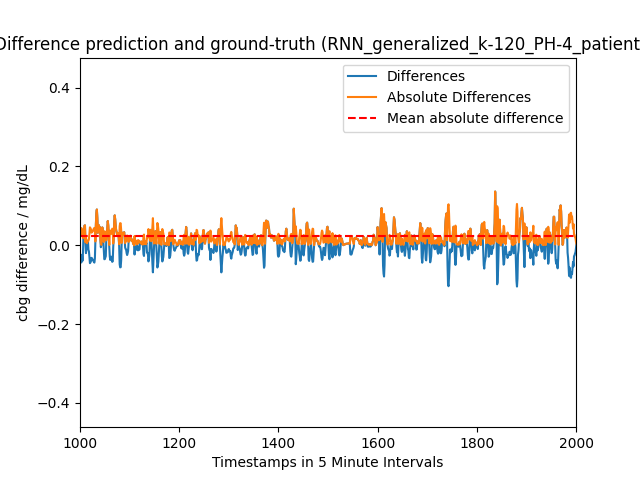 Difference prediction and ground-truth (RNN_generalized_k-120_PH-4_patient
Differences
Absolute Differences
Mean absolute difference
cbg difference / mg/dL
0.4
0.2
0.0
−0.2
−0.4
1000 1200 1400 1600 1800 2000
Timestamps in 5 Minute Intervals